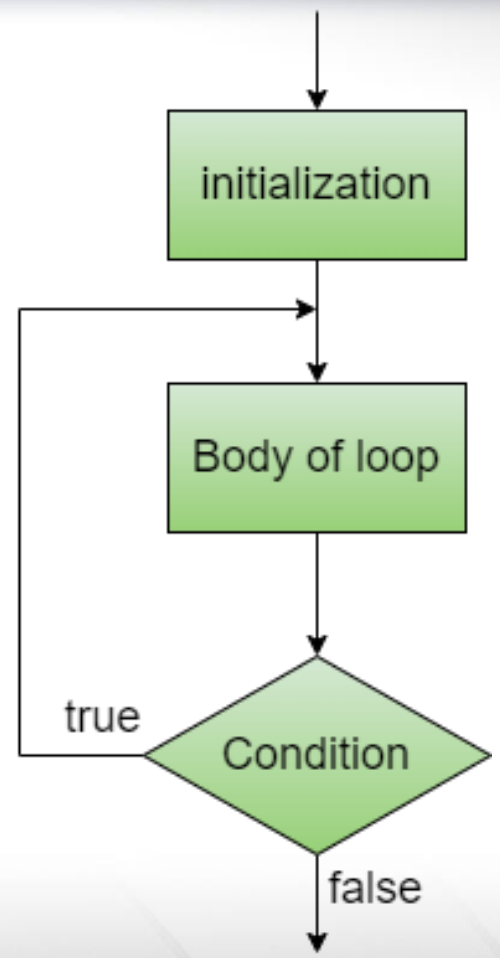 initialization
Body of loop
true
Condition
false